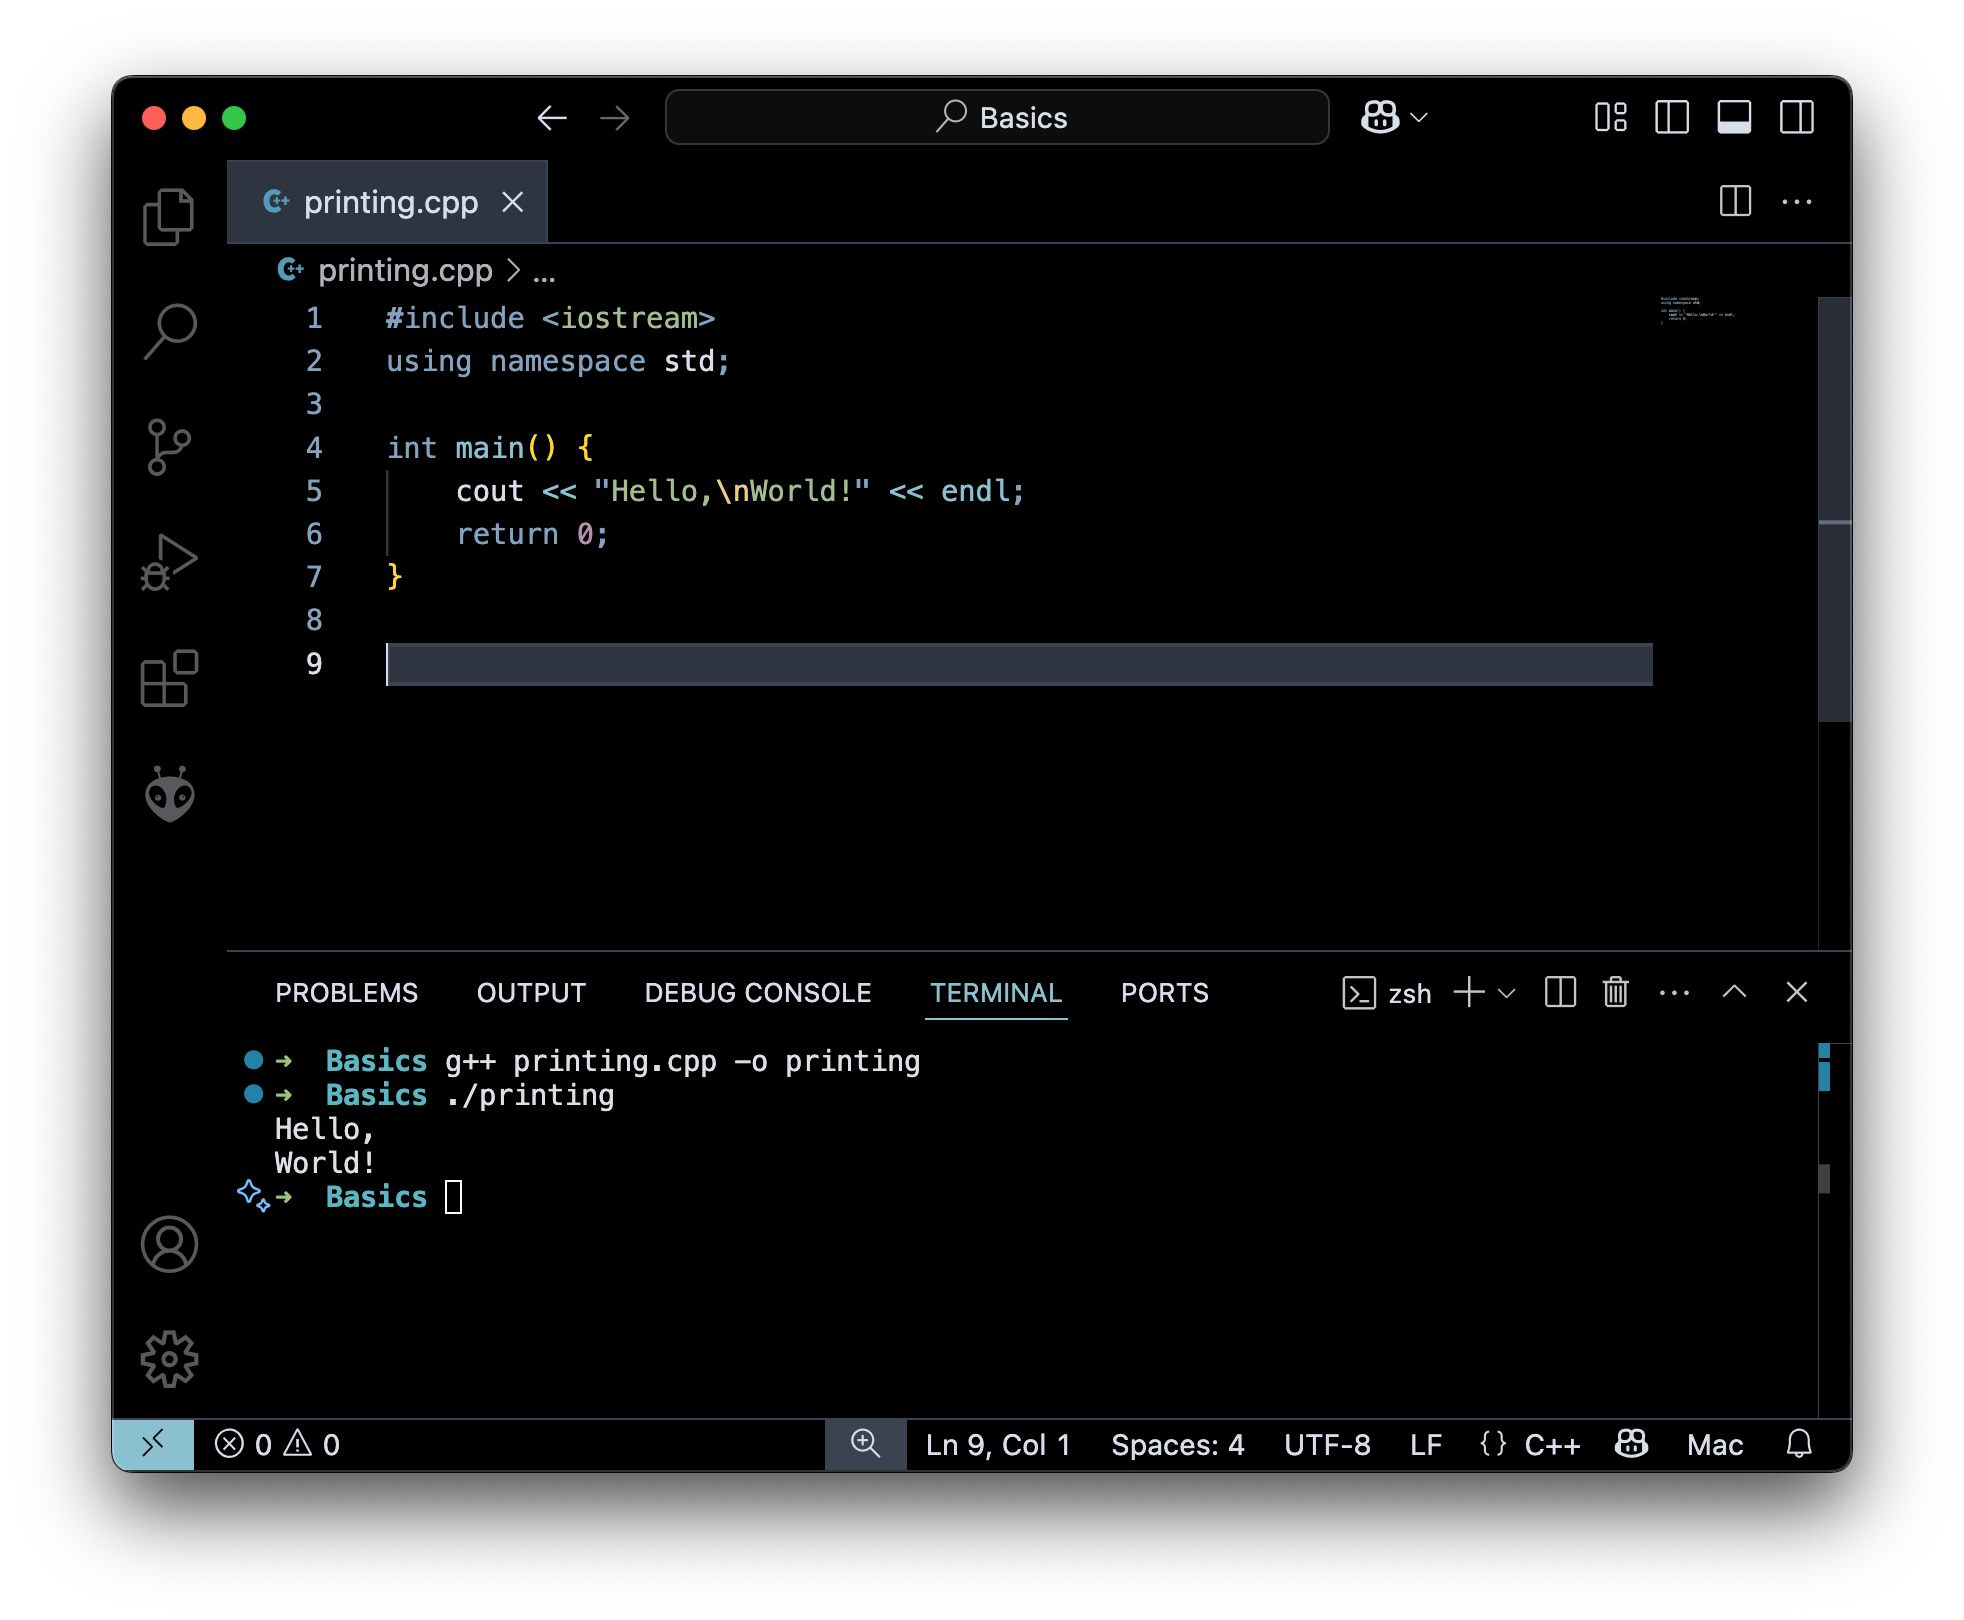 Basics
printing.cpp
printing.cpp > ...
1 #include <iostream>
2 using namespace std;
3
4 int main() {
5     cout << "Hello,\nWorld!" << endl;
6     return 0;
7 }
8
9
PROBLEMS OUTPUT DEBUG CONSOLE TERMINAL PORTS zsh
➜  Basics g++ printing.cpp -o printing
➜  Basics ./printing
Hello,
World!
➜  Basics
0 0 Ln 9, Col 1 Spaces: 4 UTF-8 LF {} C++ Mac